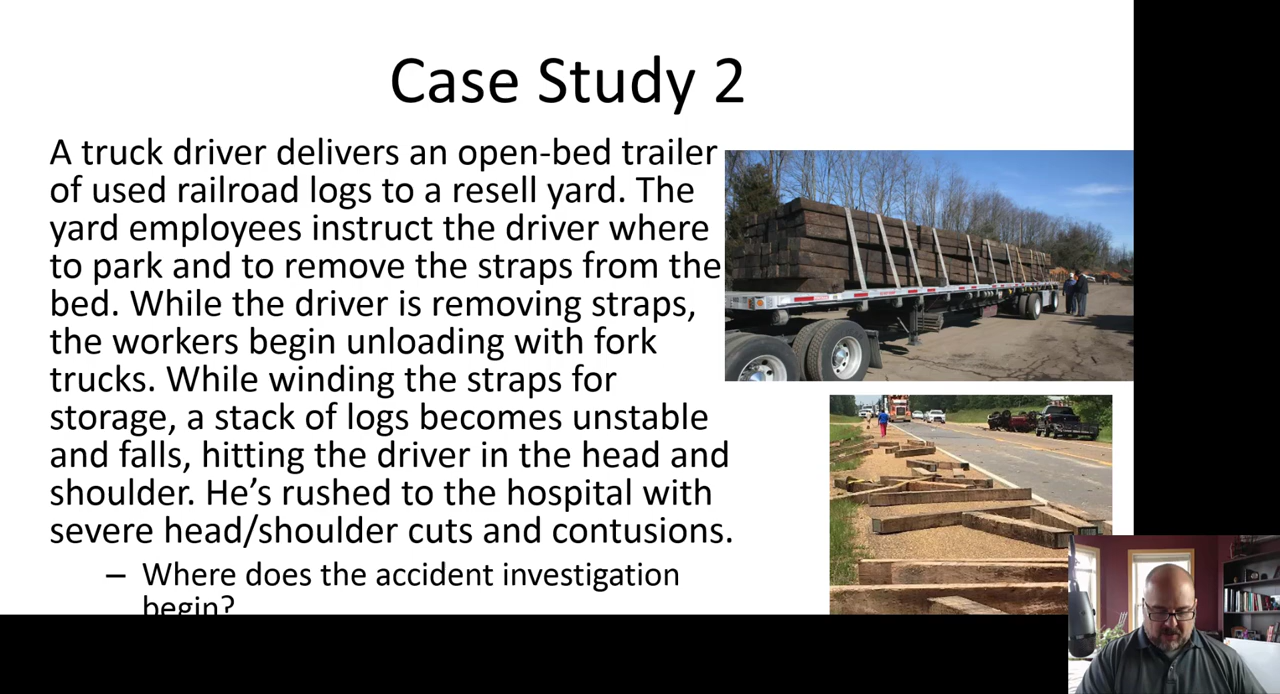 Case Study 2
A truck driver delivers an open-bed trailer
of used railroad logs to a resell yard. The
yard employees instruct the driver where
to park and to remove the straps from the
bed. While the driver is removing straps,
the workers begin unloading with fork
trucks. While winding the straps for
storage, a stack of logs becomes unstable
and falls, hitting the driver in the head and
shoulder. He’s rushed to the hospital with
severe head/shoulder cuts and contusions.
– Where does the accident investigation
begin?